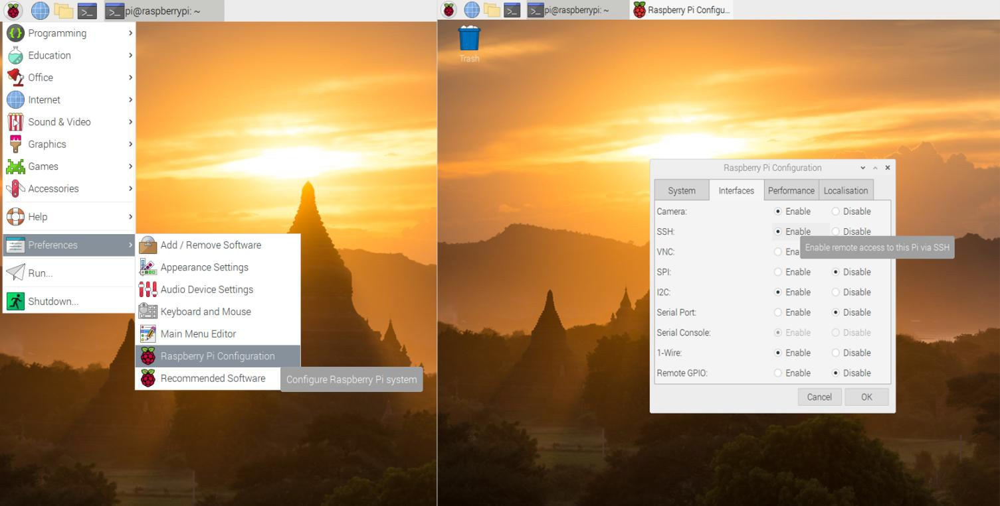 pi@raspberrypi: ~
Programming
Education
Office
Internet
Sound & Video
Graphics
Games
Accessories
Help
Preferences
Run...
Shutdown...
Add / Remove Software
Appearance Settings
Audio Device Settings
Keyboard and Mouse
Main Menu Editor
Raspberry Pi Configuration
Recommended Software
Configure Raspberry Pi system
pi@raspberrypi: ~
Raspberry Pi Configu...
Trash
Raspberry Pi Configuration
System Interfaces Performance Localisation
Camera: Enable Disable
SSH: Enable Disable
Enable remote access to this Pi via SSH
VNC: Ena
SPI: Enable Disable
I2C: Enable Disable
Serial Port: Enable Disable
Serial Console: Enable Disable
1-Wire: Enable Disable
Remote GPIO: Enable Disable
Cancel OK